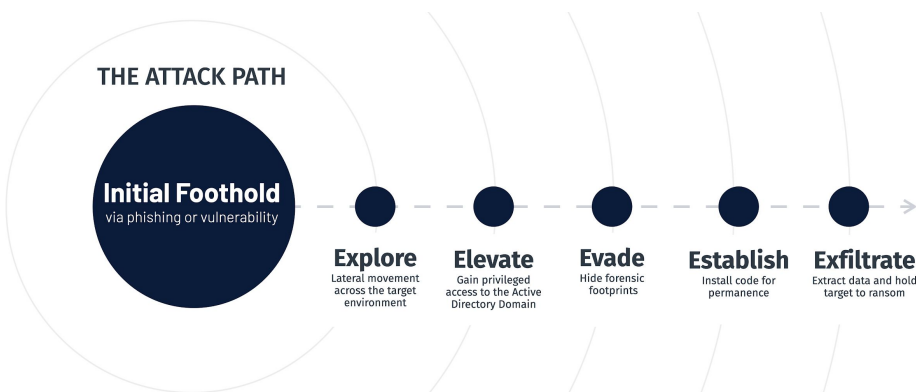 THE ATTACK PATH
Initial Foothold
via phishing or vulnerability
Explore
Lateral movement
across the target
environment
Elevate
Gain privileged
access to the Active
Directory Domain
Evade
Hide forensic
footprints
Establish
Install code for
permanence
Exfiltrate
Extract data and hold
target to ransom